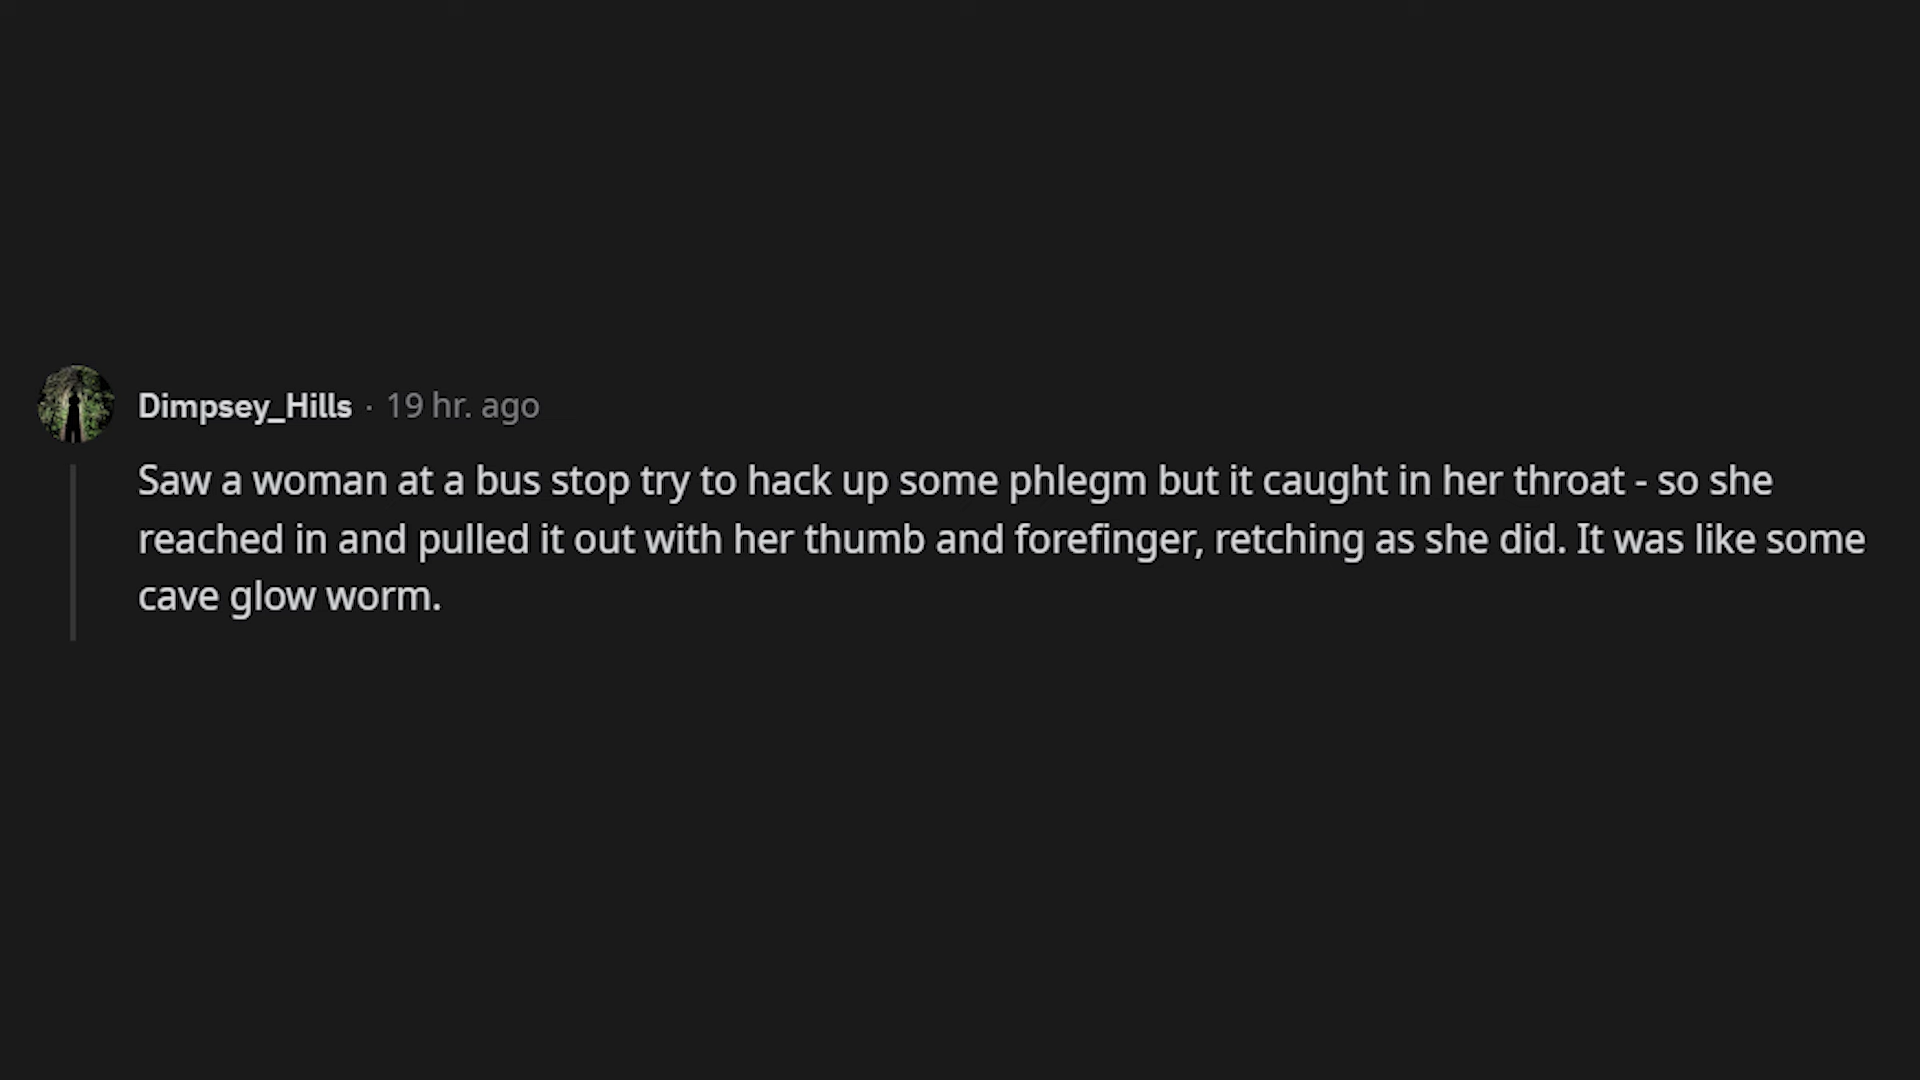 Dimpsey_Hills · 19 hr. ago
Saw a woman at a bus stop try to hack up some phlegm but it caught in her throat - so she
reached in and pulled it out with her thumb and forefinger, retching as she did. It was like some
cave glow worm.